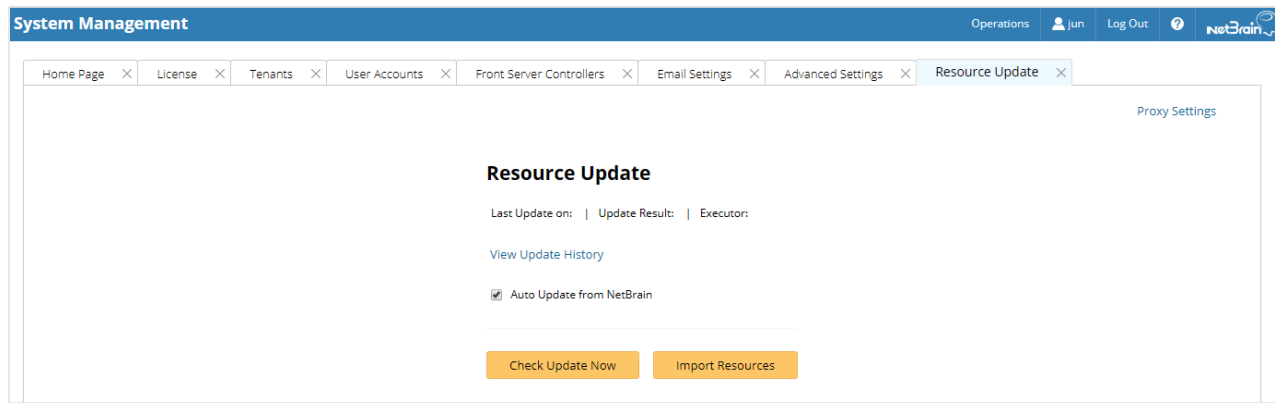 System Management Operations jun Log Out ? NetBrain
Home Page License Tenants User Accounts Front Server Controllers Email Settings Advanced Settings Resource Update
Proxy Settings
Resource Update
Last Update on: | Update Result: | Executor:
View Update History
Auto Update from NetBrain
Check Update Now Import Resources